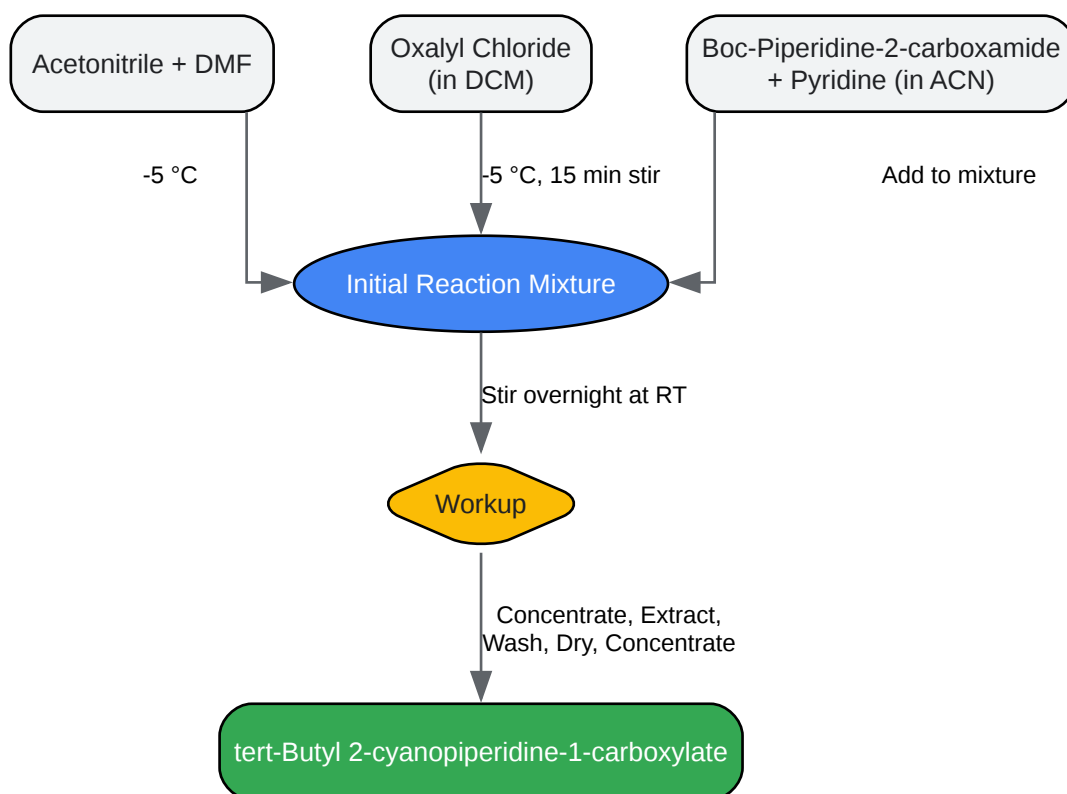 Acetonitrile + DMF
Oxalyl Chloride
(in DCM)
Boc-Piperidine-2-carboxamide
+ Pyridine (in ACN)
-5 °C
-5 °C, 15 min stir
Add to mixture
Initial Reaction Mixture
Stir overnight at RT
Workup
Concentrate, Extract,
Wash, Dry, Concentrate
tert-Butyl 2-cyanopiperidine-1-carboxylate